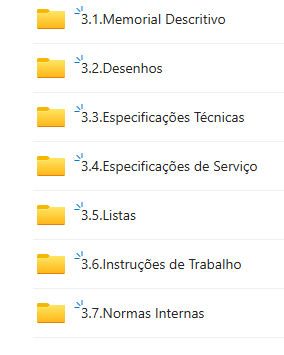 3.1.Memorial Descritivo
3.2.Desenhos
3.3.Especificações Técnicas
3.4.Especificações de Serviço
3.5.Listas
3.6.Instruções de Trabalho
3.7.Normas Internas